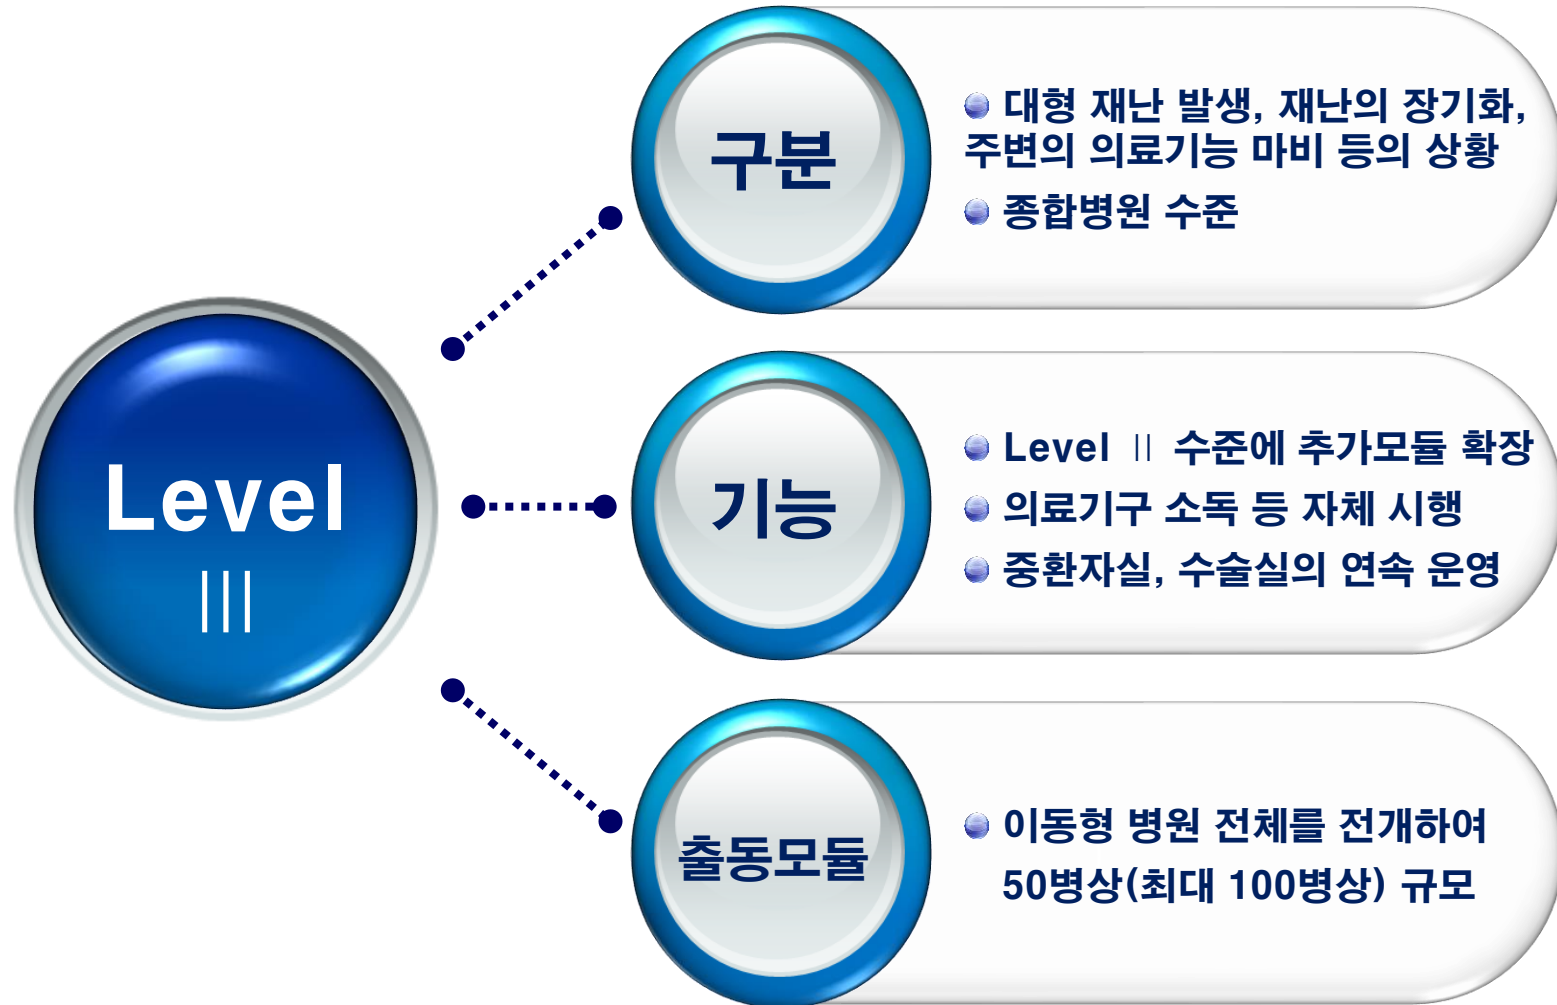 Level
III
구분
대형 재난 발생, 재난의 장기화,
주변의 의료기능 마비 등의 상황
종합병원 수준
기능
Level II 수준에 추가모듈 확장
의료기구 소독 등 자체 시행
중환자실, 수술실의 연속 운영
출동모듈
이동형 병원 전체를 전개하여
50병상(최대 100병상) 규모